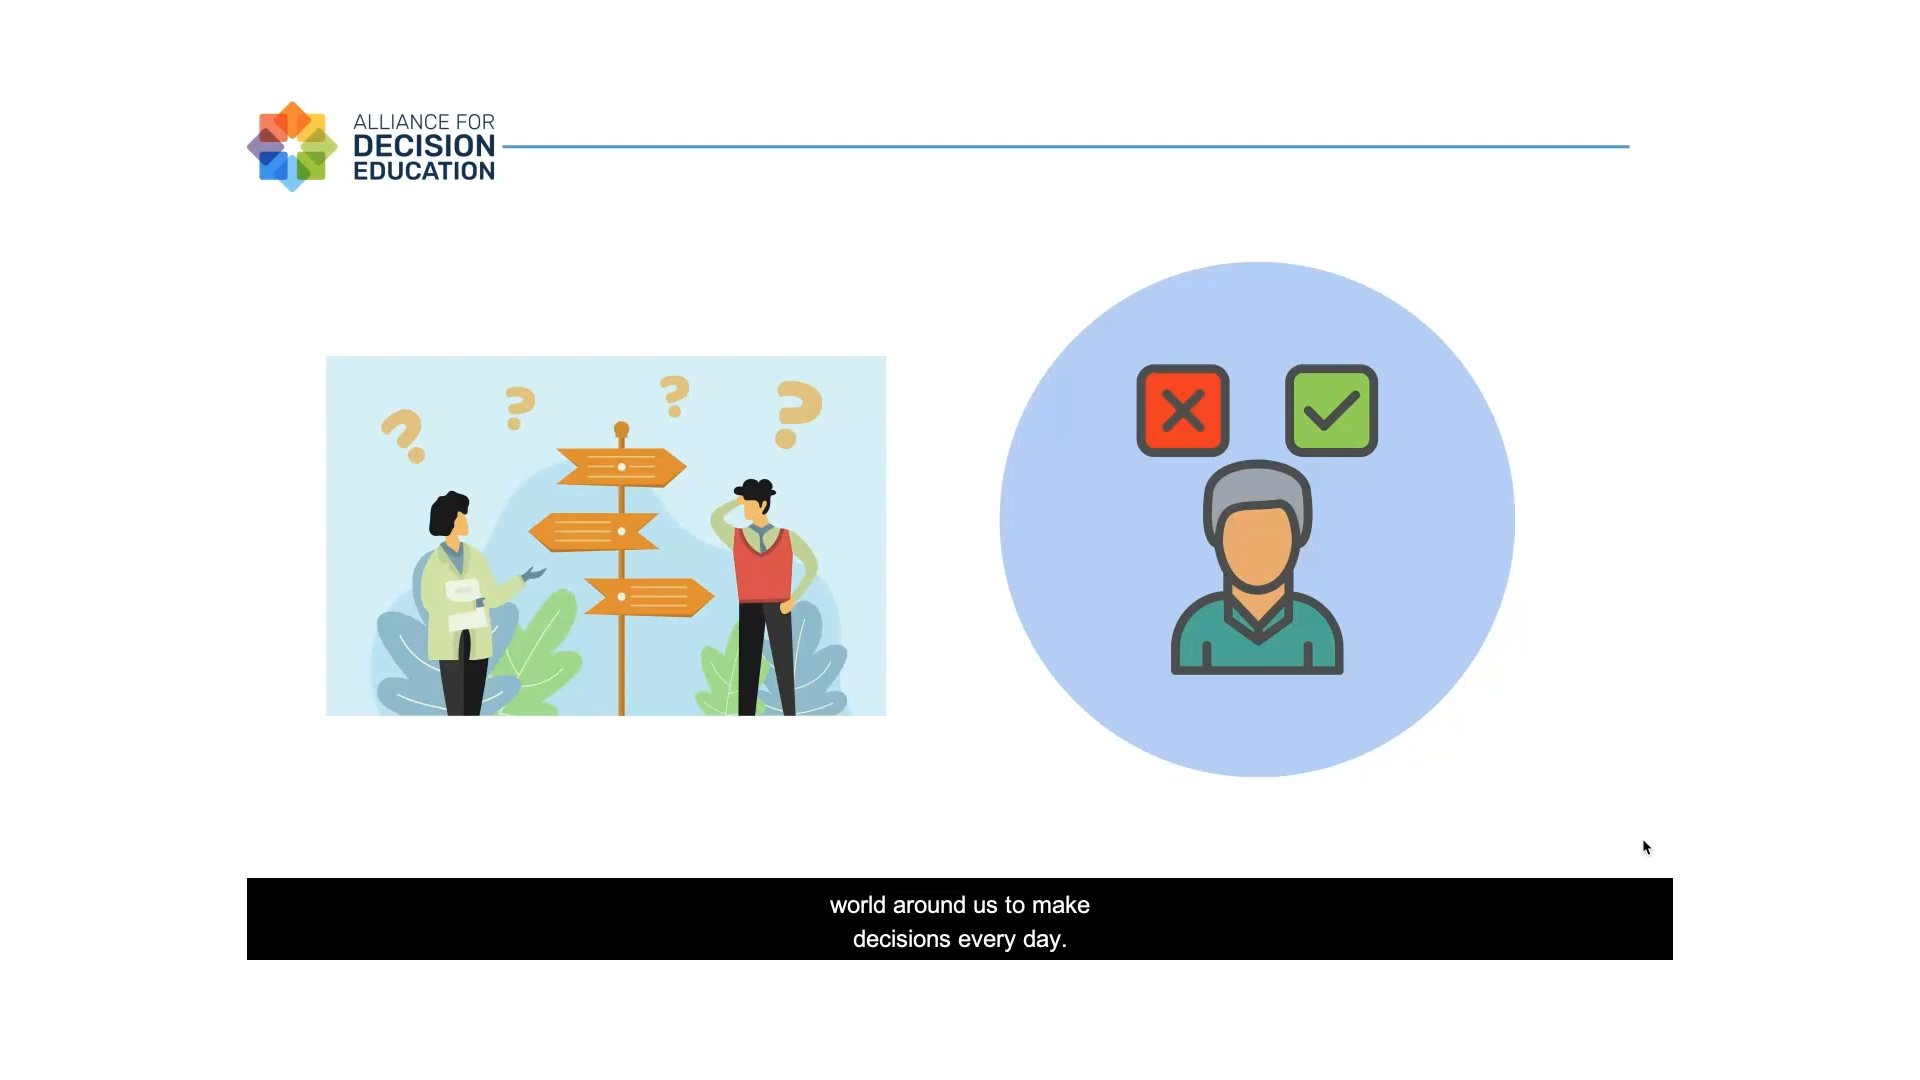 ALLIANCE FOR
DECISION
EDUCATION
? ? ? ?
world around us to make
decisions every day.